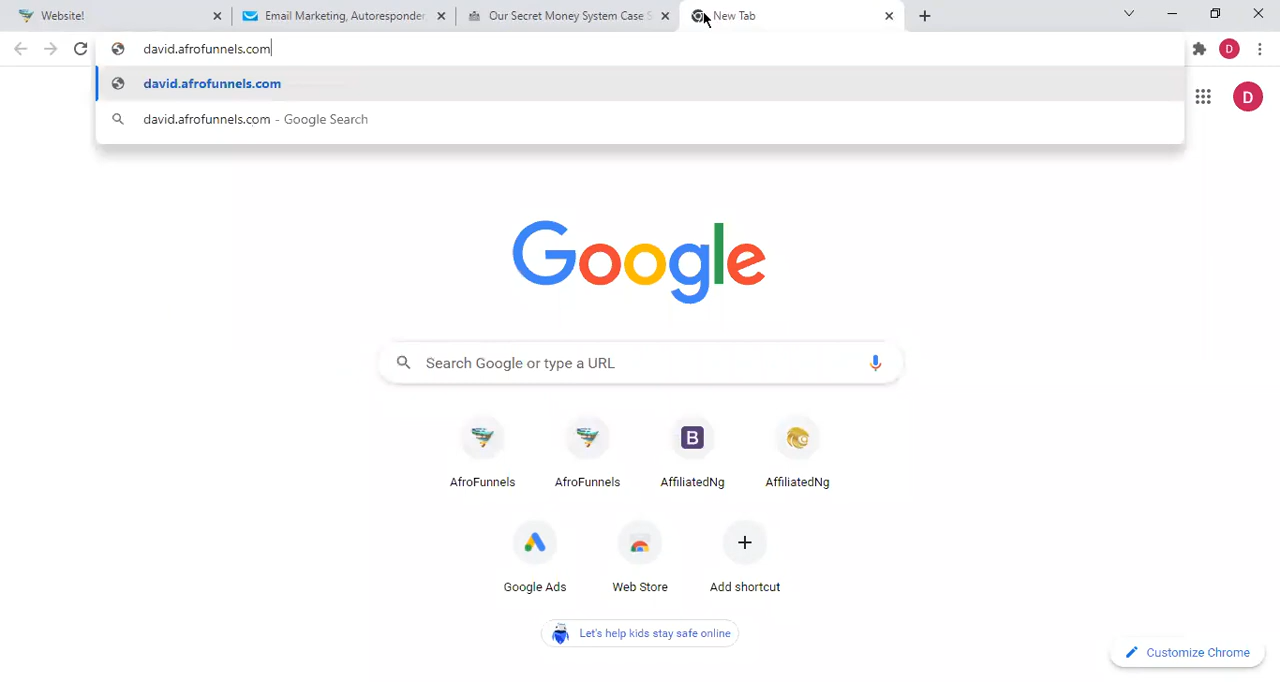 Website!
Email Marketing, Autoresponder,
Our Secret Money System Case S
New Tab
david.afrofunnels.com
D
david.afrofunnels.com
david.afrofunnels.com - Google Search
D
Google
Search Google or type a URL
B
AfroFunnels
AfroFunnels
AffiliatedNg
AffiliatedNg
Google Ads
Web Store
Add shortcut
Let's help kids stay safe online
Customize Chrome